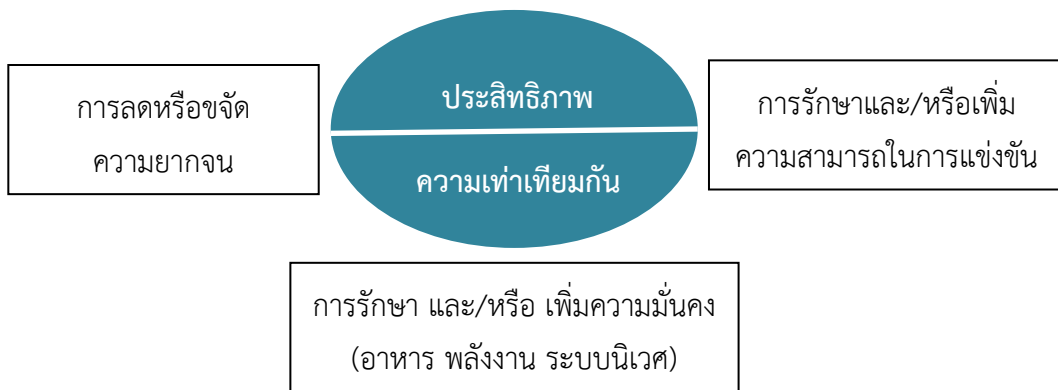 การลดหรือขจัด
ความยากจน
ประสิทธิภาพ
ความเท่าเทียมกัน
การรักษาและ/หรือเพิ่ม
ความสามารถในการแข่งขัน
การรักษา และ/หรือ เพิ่มความมั่นคง
(อาหาร พลังงาน ระบบนิเวศ)